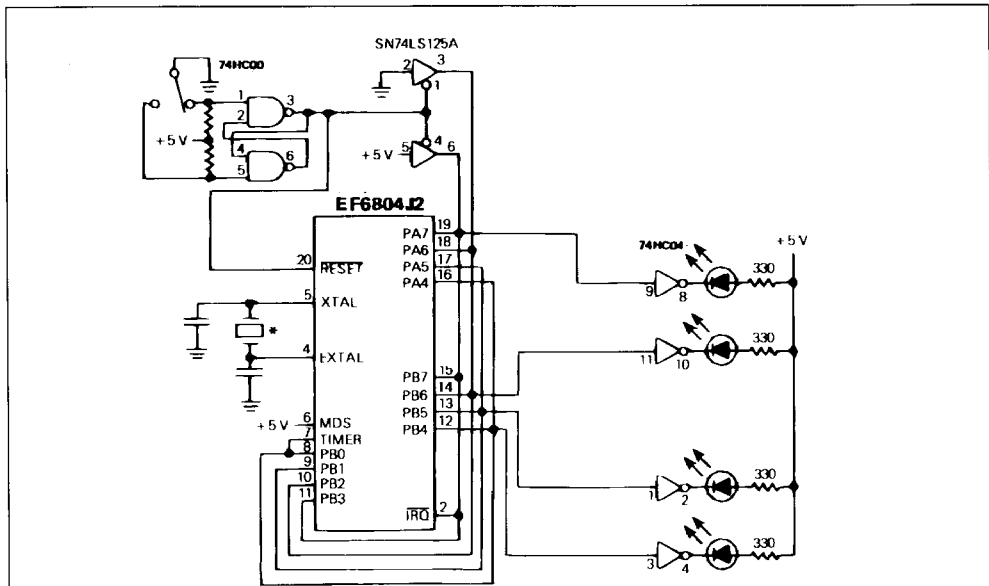 SN74LS125A
74HC00
2
3
1
1
2
3
+5 V
4
5
6
+5 V
5
4
6
EF6804J2
PA7 19
PA6 18
PA5 17
PA4 16
20 RESET
5 XTAL
*
4 EXTAL
PB7 15
PB6 14
PB5 13
PB4 12
+5 V 6 MDS
7 TIMER
8 PB0
9 PB1
10 PB2
11 PB3
IRQ 2
74HC04
+5 V
9
8
330
11
10
330
1
2
330
3
4
330